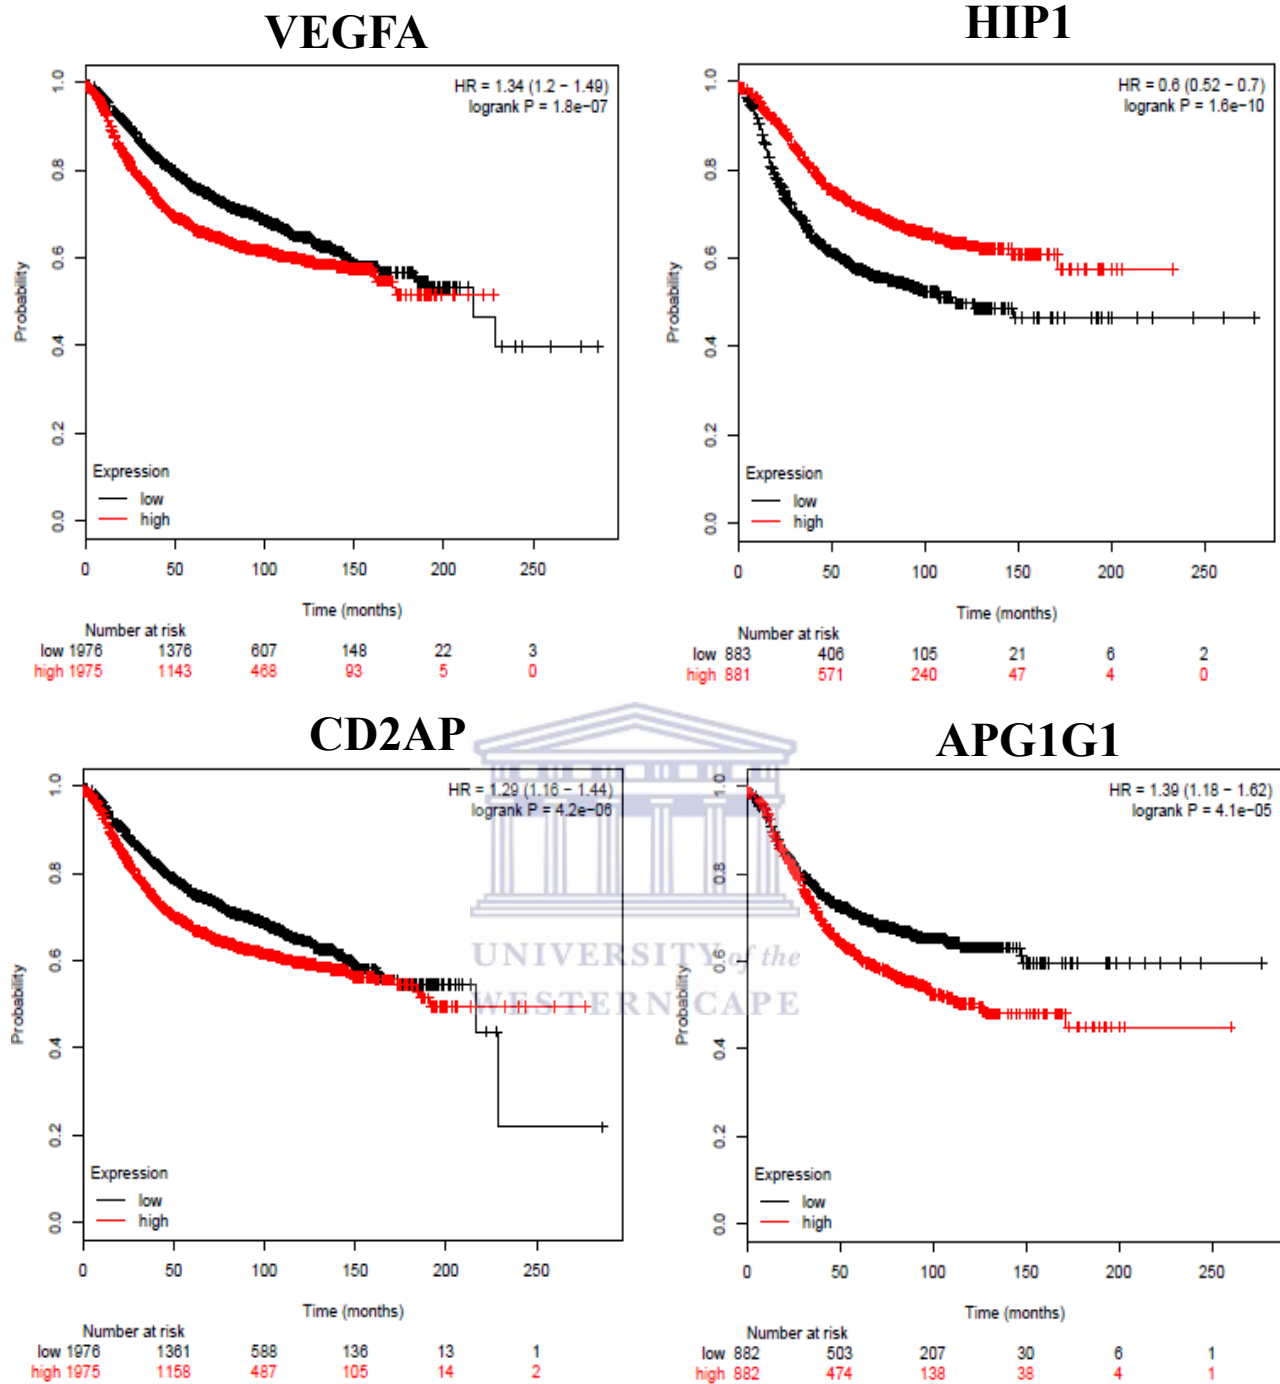 VEGFA
HR = 1.34 (1.2 − 1.49)
logrank P = 1.8e−07
Probability
0.0 0.2 0.4 0.6 0.8 1.0
Expression
low
high
0 50 100 150 200 250
Time (months)
Number at risk
low 1976 1376 607 148 22 3
high 1975 1143 468 93 5 0
HIP1
HR = 0.6 (0.52 − 0.7)
logrank P = 1.6e−10
Probability
0.0 0.2 0.4 0.6 0.8 1.0
Expression
low
high
0 50 100 150 200 250
Time (months)
Number at risk
low 883 406 105 21 6 2
high 881 571 240 47 4 0
CD2AP
HR = 1.29 (1.16 − 1.44)
logrank P = 4.2e−06
Probability
0.0 0.2 0.4 0.6 0.8 1.0
Expression
low
high
0 50 100 150 200 250
Time (months)
Number at risk
low 1976 1361 588 136 13 1
high 1975 1158 487 105 14 2
UNIVERSITY of the
WESTERN CAPE
APG1G1
HR = 1.39 (1.18 − 1.62)
logrank P = 4.1e−05
Probability
0.0 0.2 0.4 0.6 0.8 1.0
Expression
low
high
0 50 100 150 200 250
Time (months)
Number at risk
low 882 503 207 30 6 1
high 882 474 138 38 4 1